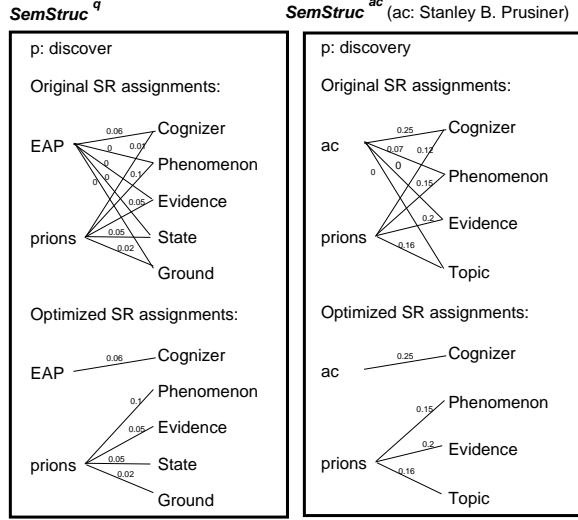 SemStruc q
p: discover
Original SR assignments:
EAP
prions
0.06
0.01
0
0
0.1
0
0
0.05
0.05
0.02
Cognizer
Phenomenon
Evidence
State
Ground
Optimized SR assignments:
EAP
prions
0.06
0.1
0.05
0.05
0.02
Cognizer
Phenomenon
Evidence
State
Ground
SemStruc ac (ac: Stanley B. Prusiner)
p: discovery
Original SR assignments:
ac
prions
0.25
0.07
0.12
0
0
0.15
0.2
0.16
Cognizer
Phenomenon
Evidence
Topic
Optimized SR assignments:
ac
prions
0.25
0.15
0.2
0.16
Cognizer
Phenomenon
Evidence
Topic